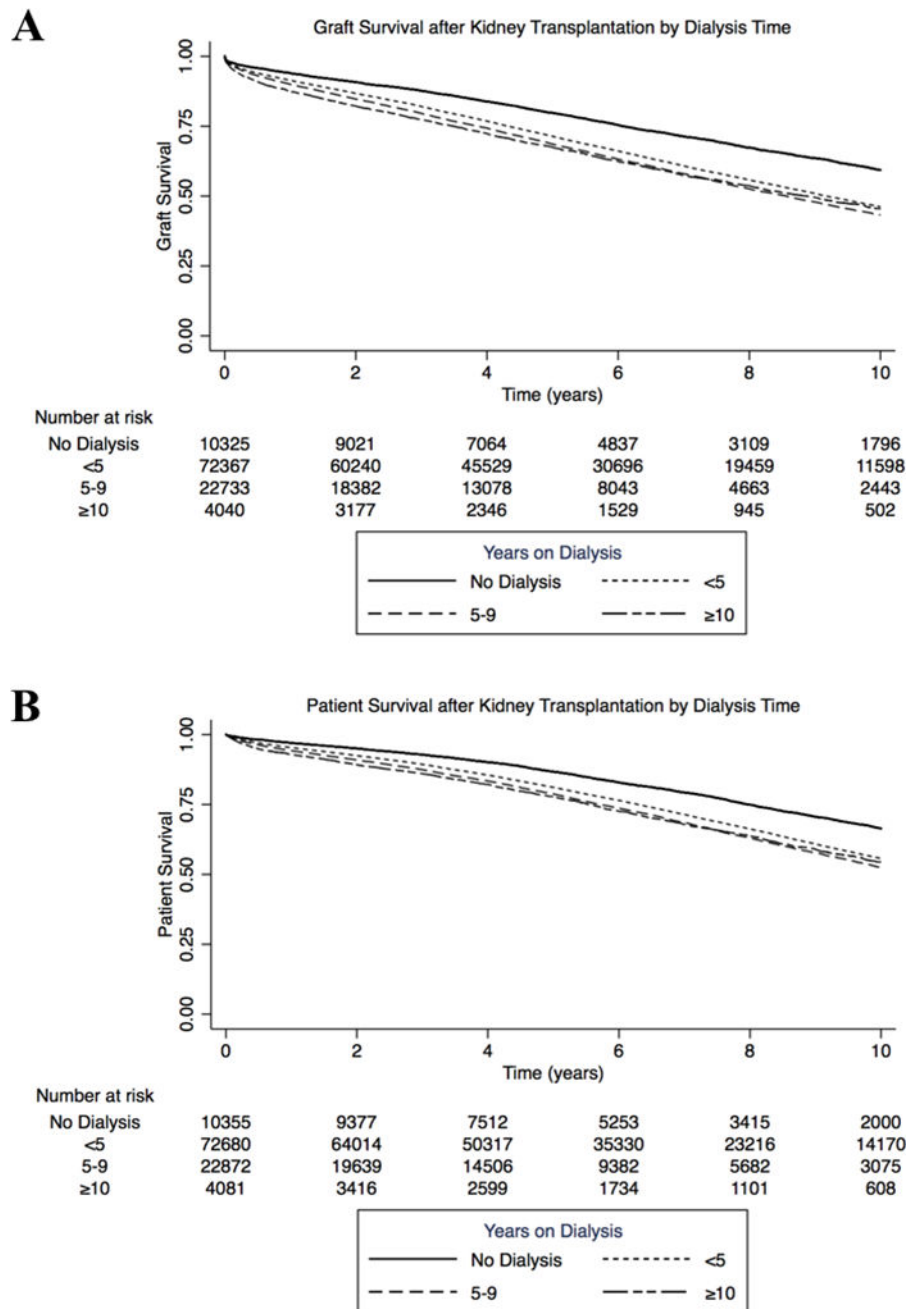 A
Graft Survival after Kidney Transplantation by Dialysis Time
Graft Survival
1.00
0.75
0.50
0.25
0.00
0 2 4 6 8 10
Time (years)
Number at risk
No Dialysis 10325 9021 7064 4837 3109 1796
<5 72367 60240 45529 30696 19459 11598
5-9 22733 18382 13078 8043 4663 2443
≥10 4040 3177 2346 1529 945 502
Years on Dialysis
No Dialysis <5
5-9 ≥10
B
Patient Survival after Kidney Transplantation by Dialysis Time
Patient Survival
1.00
0.75
0.50
0.25
0.00
0 2 4 6 8 10
Time (years)
Number at risk
No Dialysis 10355 9377 7512 5253 3415 2000
<5 72680 64014 50317 35330 23216 14170
5-9 22872 19639 14506 9382 5682 3075
≥10 4081 3416 2599 1734 1101 608
Years on Dialysis
No Dialysis <5
5-9 ≥10